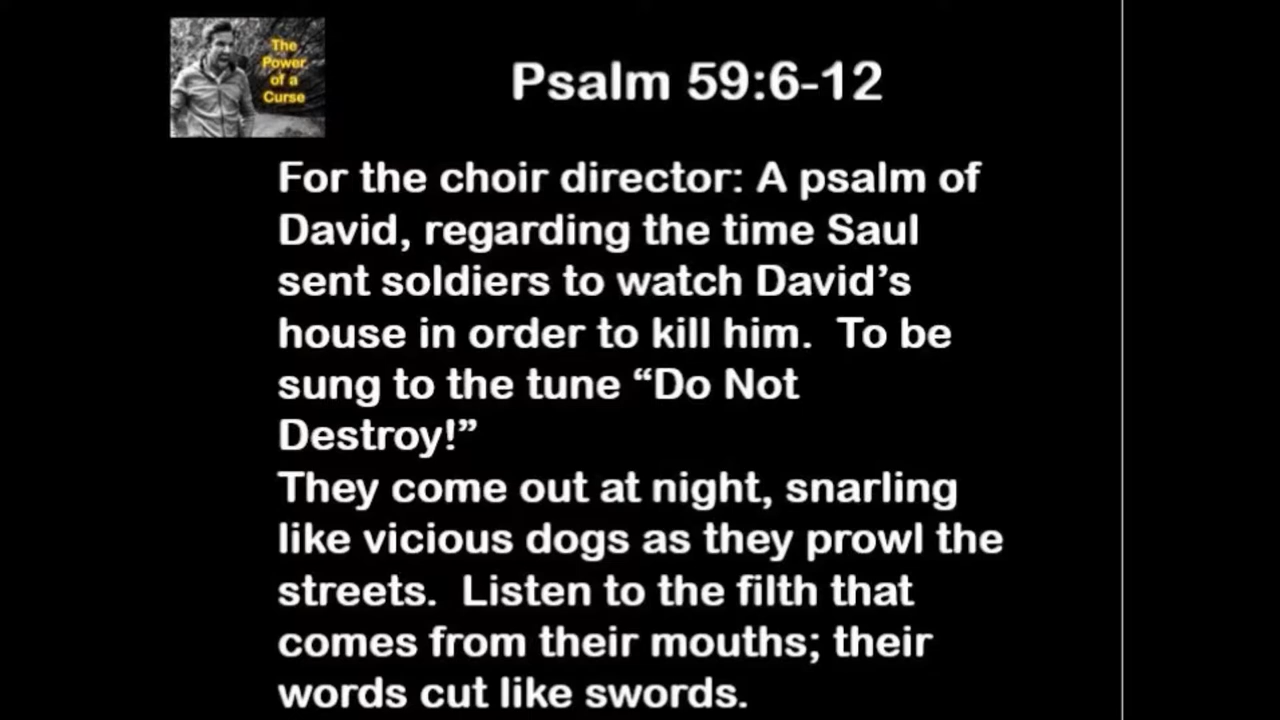 The
Power
of a
Curse
Psalm 59:6-12
For the choir director: A psalm of
David, regarding the time Saul
sent soldiers to watch David’s
house in order to kill him.  To be
sung to the tune “Do Not
Destroy!”
They come out at night, snarling
like vicious dogs as they prowl the
streets.  Listen to the filth that
comes from their mouths; their
words cut like swords.